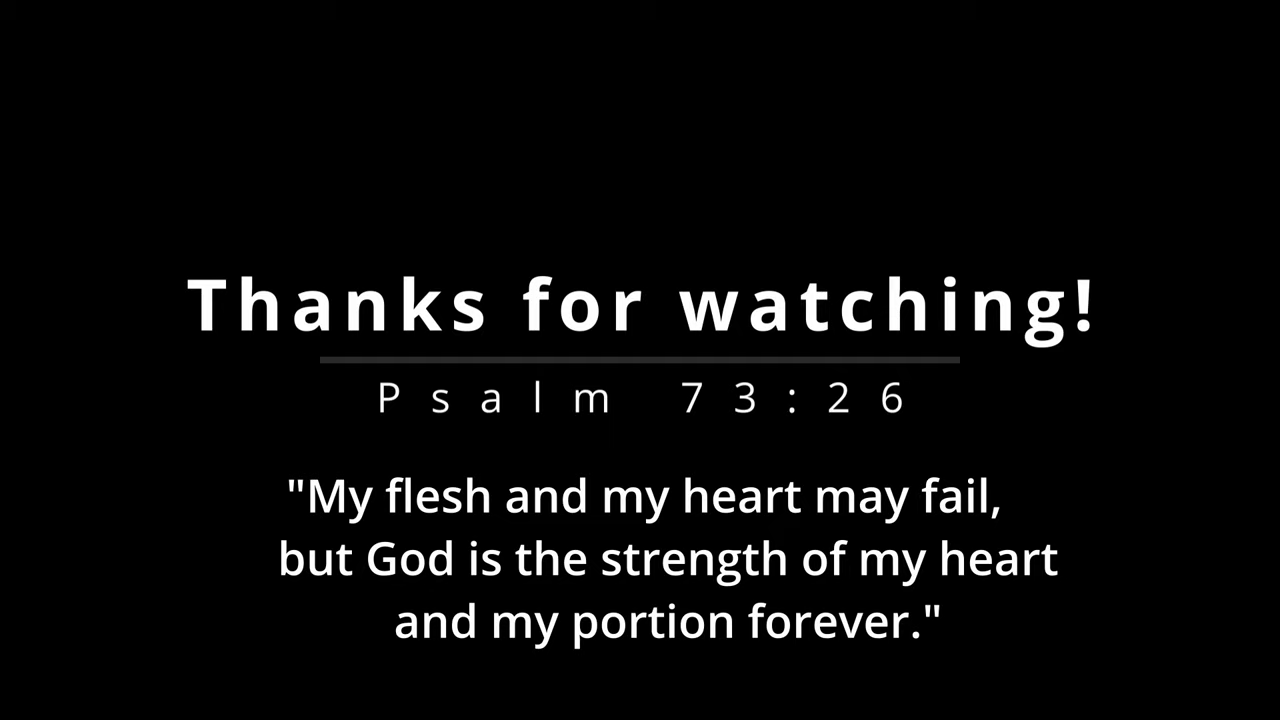 Thanks for watching!
Psalm 73:26
"My flesh and my heart may fail,
but God is the strength of my heart
and my portion forever."